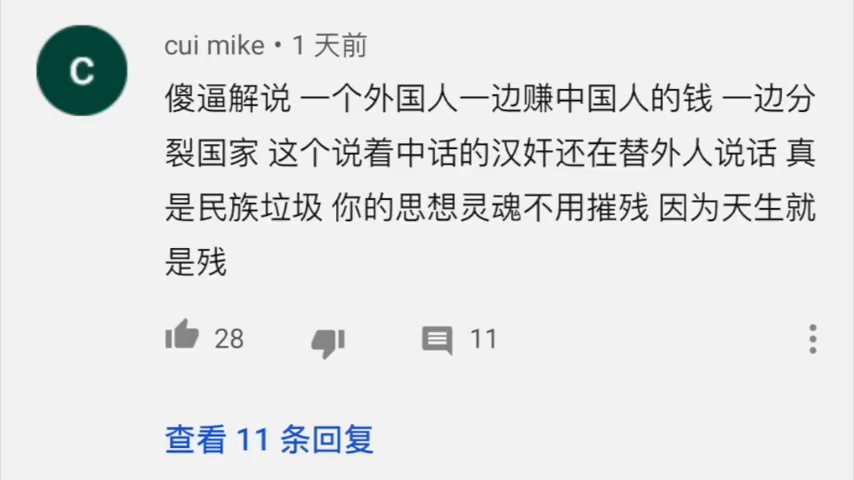 C
cui mike • 1 天前
傻逼解说 一个外国人一边赚中国人的钱 一边分
裂国家 这个说着中话的汉奸还在替外人说话 真
是民族垃圾 你的思想灵魂不用摧残 因为天生就
是残
28
11
查看 11 条回复